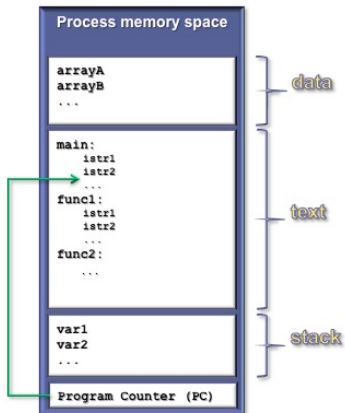 Process memory space
arrayA
arrayB
...
data
main:
istr1
istr2
...
func1:
istr1
istr2
...
func2:
...
text
var1
var2
...
stack
Program Counter (PC)